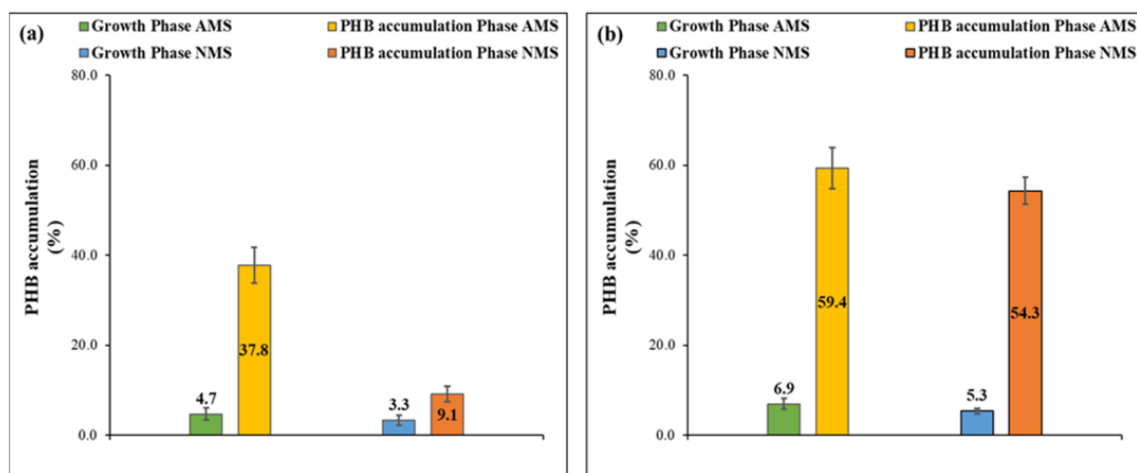 (a)
Growth Phase AMS PHB accumulation Phase AMS
Growth Phase NMS PHB accumulation Phase NMS
80.0
60.0
40.0
20.0
0.0
PHB accumulation
(%)
4.7
37.8
3.3
9.1
(b)
Growth Phase AMS PHB accumulation Phase AMS
Growth Phase NMS PHB accumulation Phase NMS
80.0
60.0
40.0
20.0
0.0
PHB accumulation
(%)
6.9
59.4
5.3
54.3